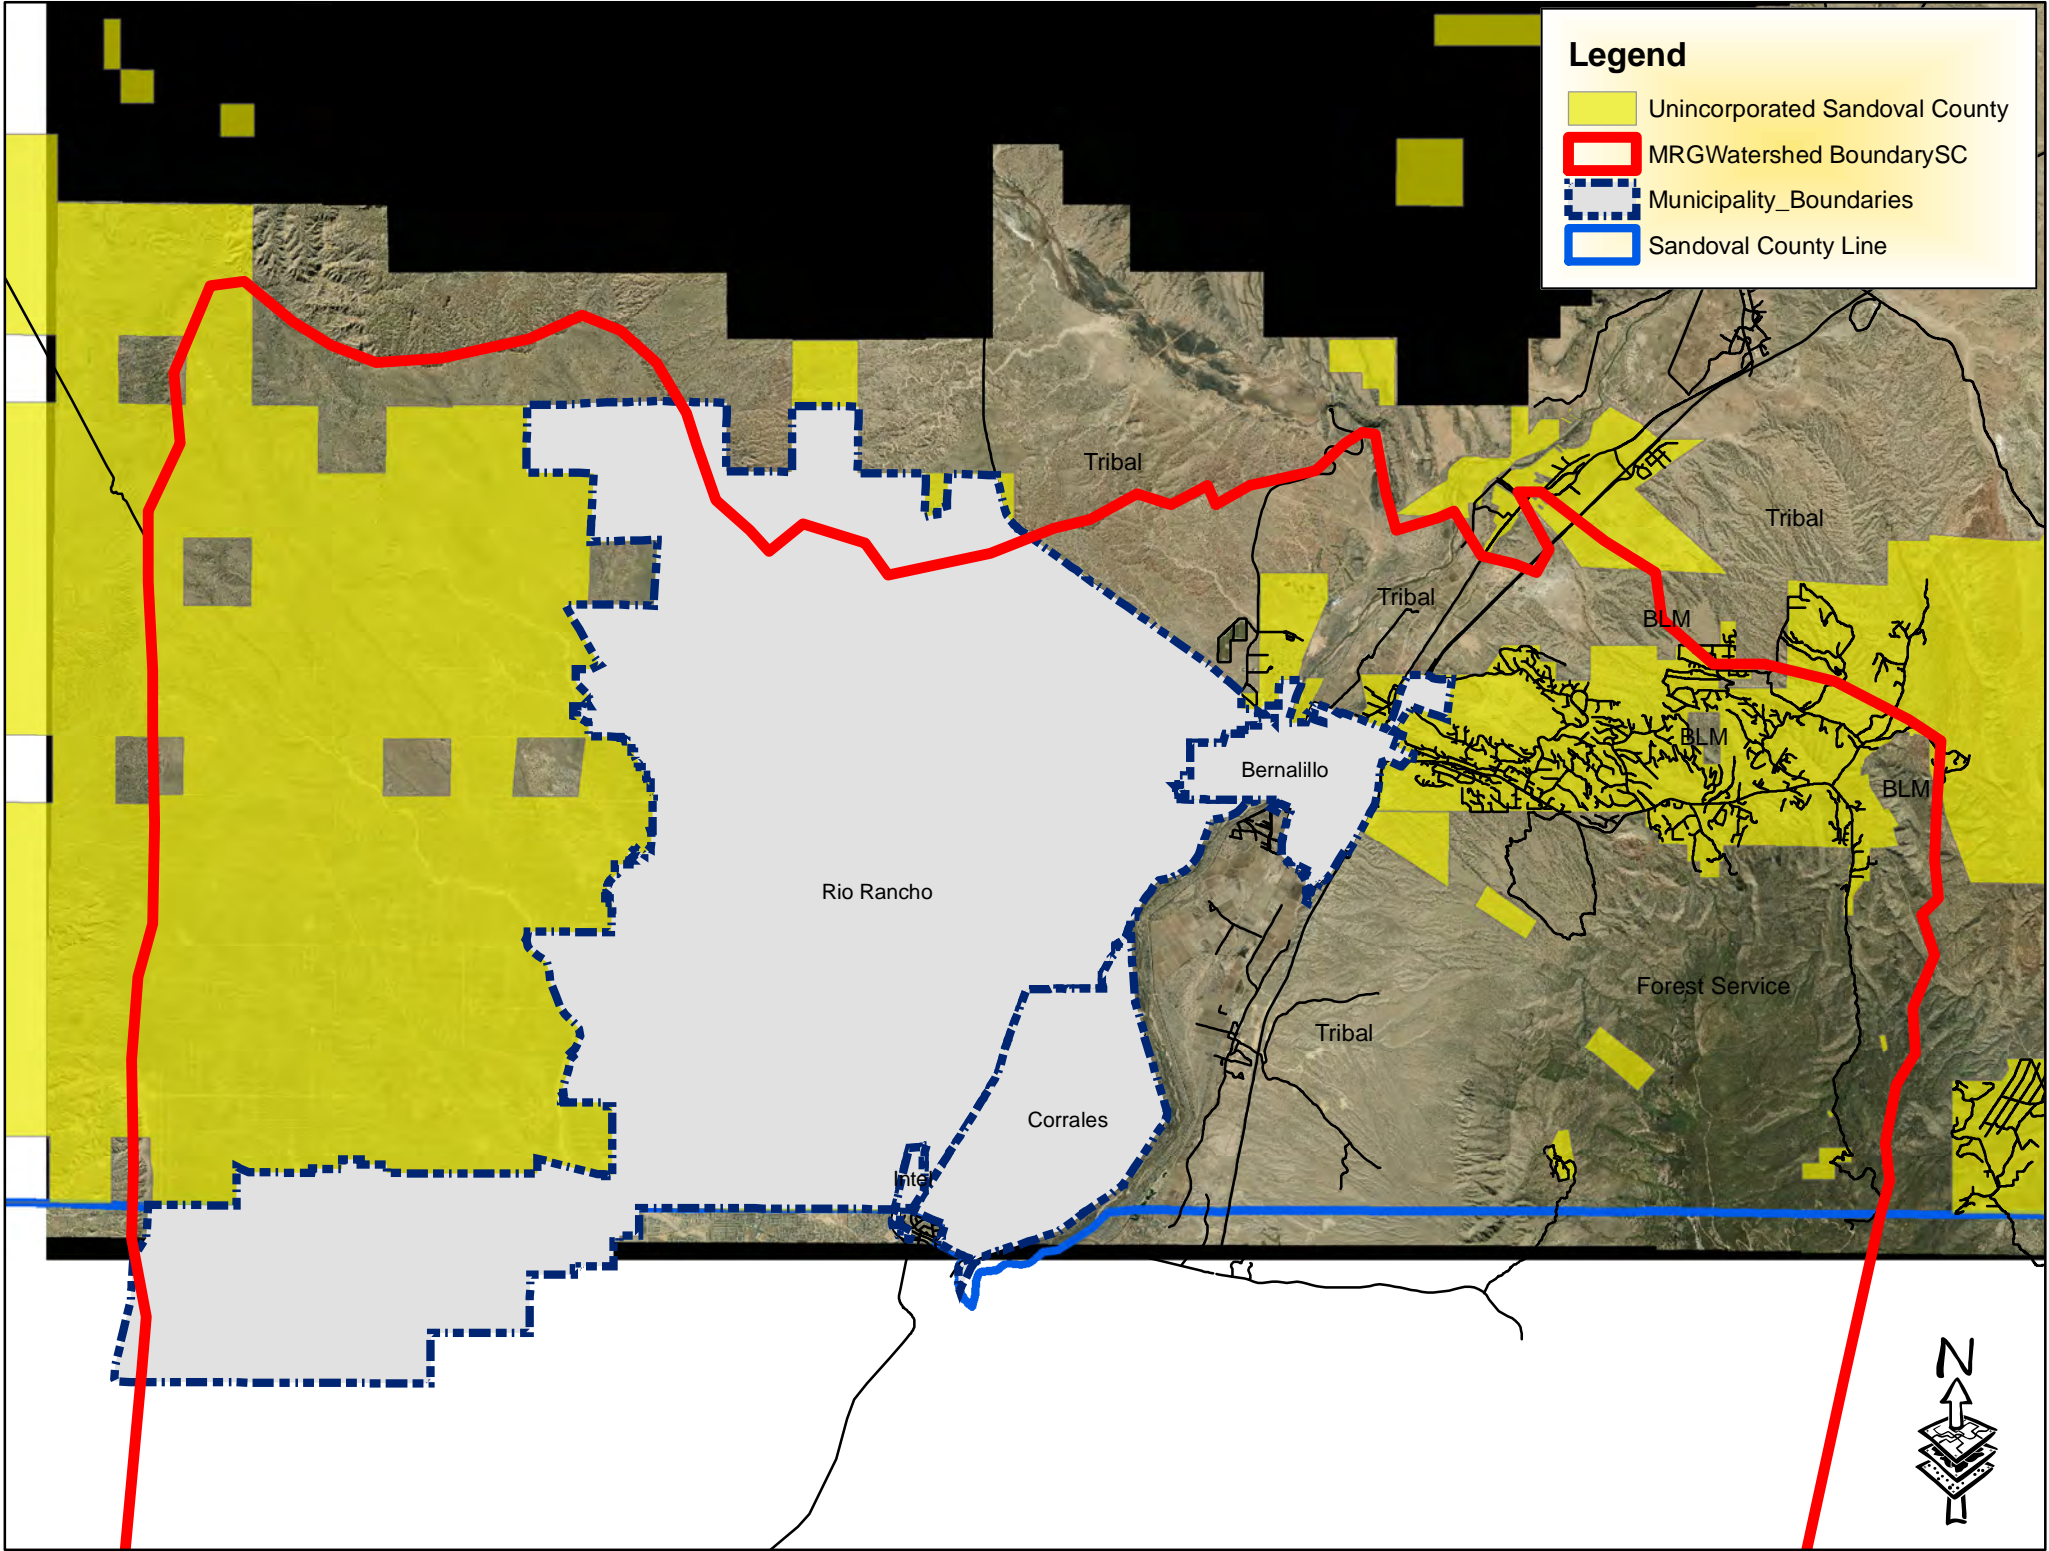 Legend
Unincorporated Sandoval County
MRGWatershed BoundarySC
Municipality_Boundaries
Sandoval County Line
Tribal
Tribal
Tribal
BLM
BLM
Bernalillo
BLM
Rio Rancho
Forest Service
Tribal
Corrales
Intel
N